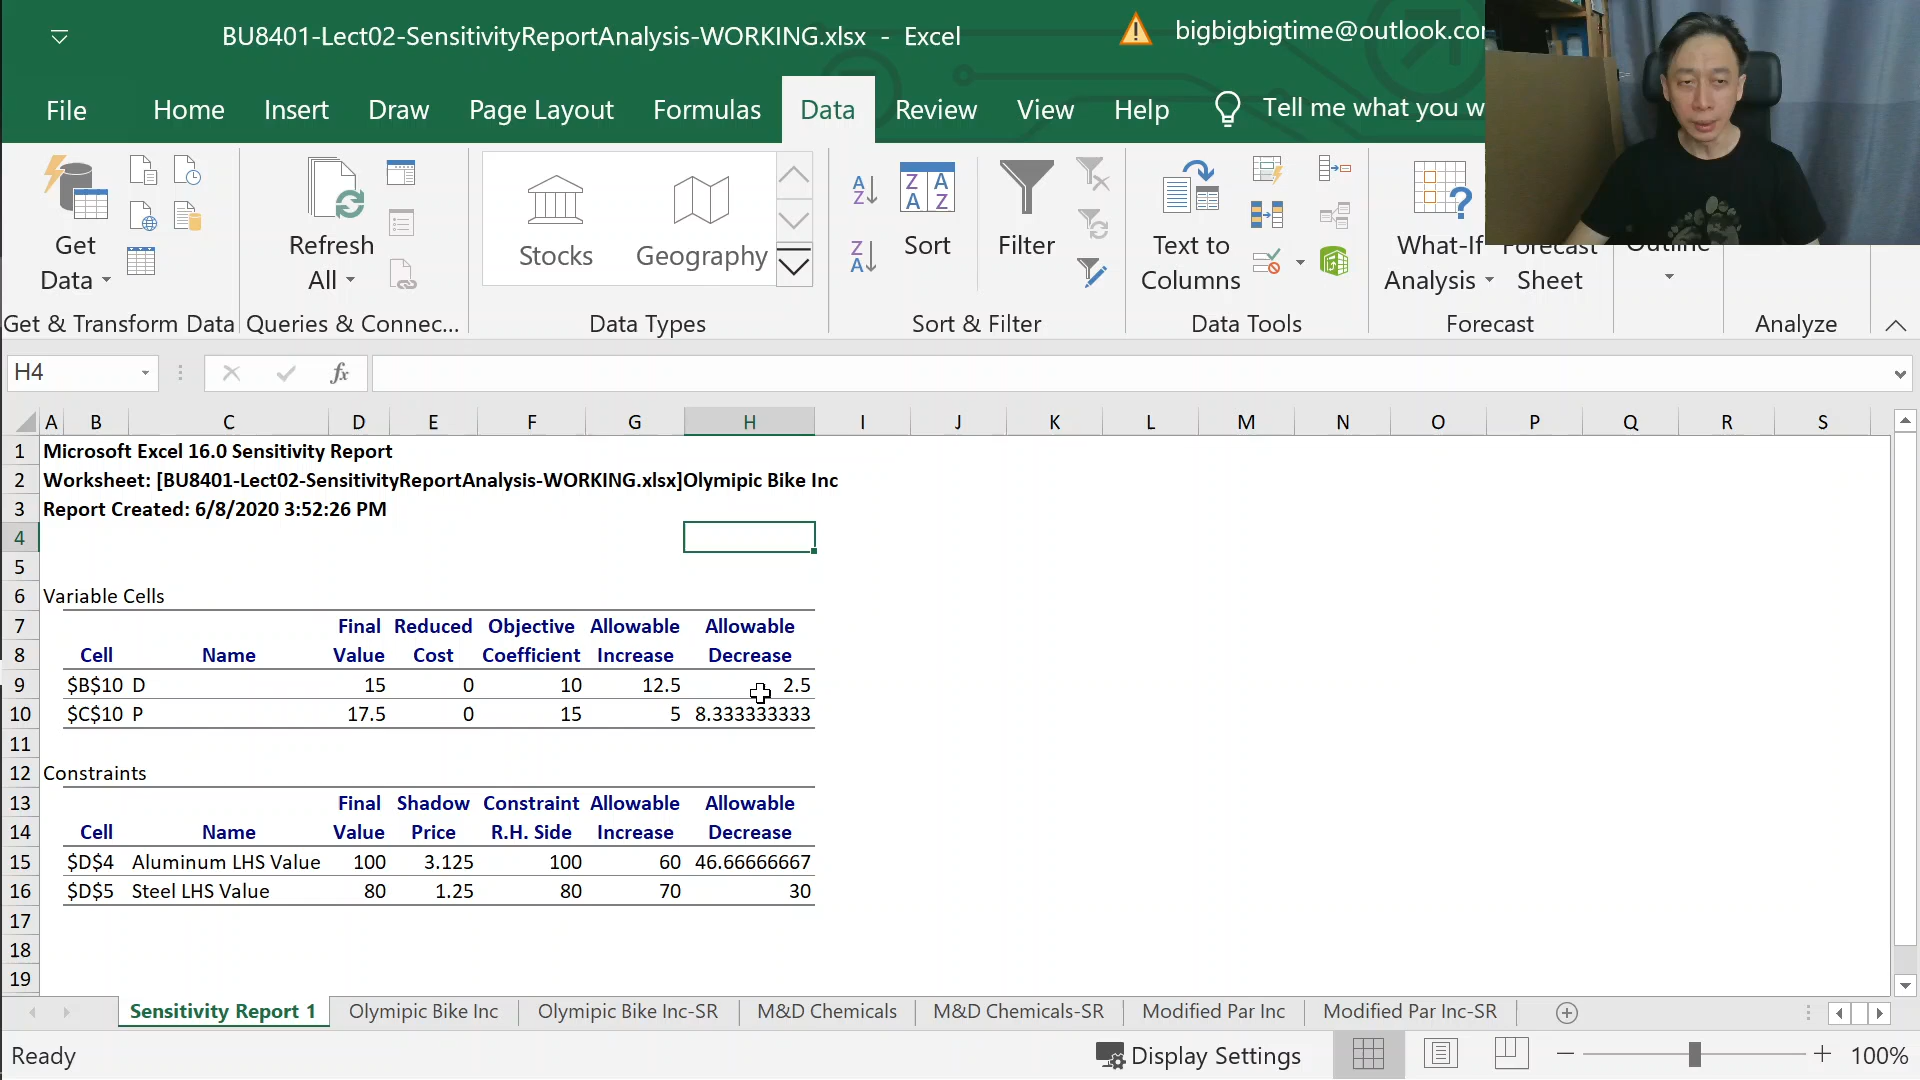 BU8401-Lect02-SensitivityReportAnalysis-WORKING.xlsx - Excel
bigbigbigtime@outlook.co
File Home Insert Draw Page Layout Formulas Data Review View Help Tell me what you w
Get Data
Refresh All
Stocks
Geography
Sort
Filter
Text to Columns
What-If Analysis
Forecast Sheet
Outline
Get & Transform Data Queries & Connec... Data Types Sort & Filter Data Tools Forecast Analyze
H4 fx
A B C D E F G H I J K L M N O P Q R S
1 Microsoft Excel 16.0 Sensitivity Report
2 Worksheet: [BU8401-Lect02-SensitivityReportAnalysis-WORKING.xlsx]Olymipic Bike Inc
3 Report Created: 6/8/2020 3:52:26 PM
4
5
6 Variable Cells
7 Final Reduced Objective Allowable Allowable
8 Cell Name Value Cost Coefficient Increase Decrease
9 $B$10 D 15 0 10 12.5 2.5
10 $C$10 P 17.5 0 15 5 8.333333333
11
12 Constraints
13 Final Shadow Constraint Allowable Allowable
14 Cell Name Value Price R.H. Side Increase Decrease
15 $D$4 Aluminum LHS Value 100 3.125 100 60 46.66666667
16 $D$5 Steel LHS Value 80 1.25 80 70 30
17
18
19
Sensitivity Report 1 Olymipic Bike Inc Olymipic Bike Inc-SR M&D Chemicals M&D Chemicals-SR Modified Par Inc Modified Par Inc-SR
Ready Display Settings 100%